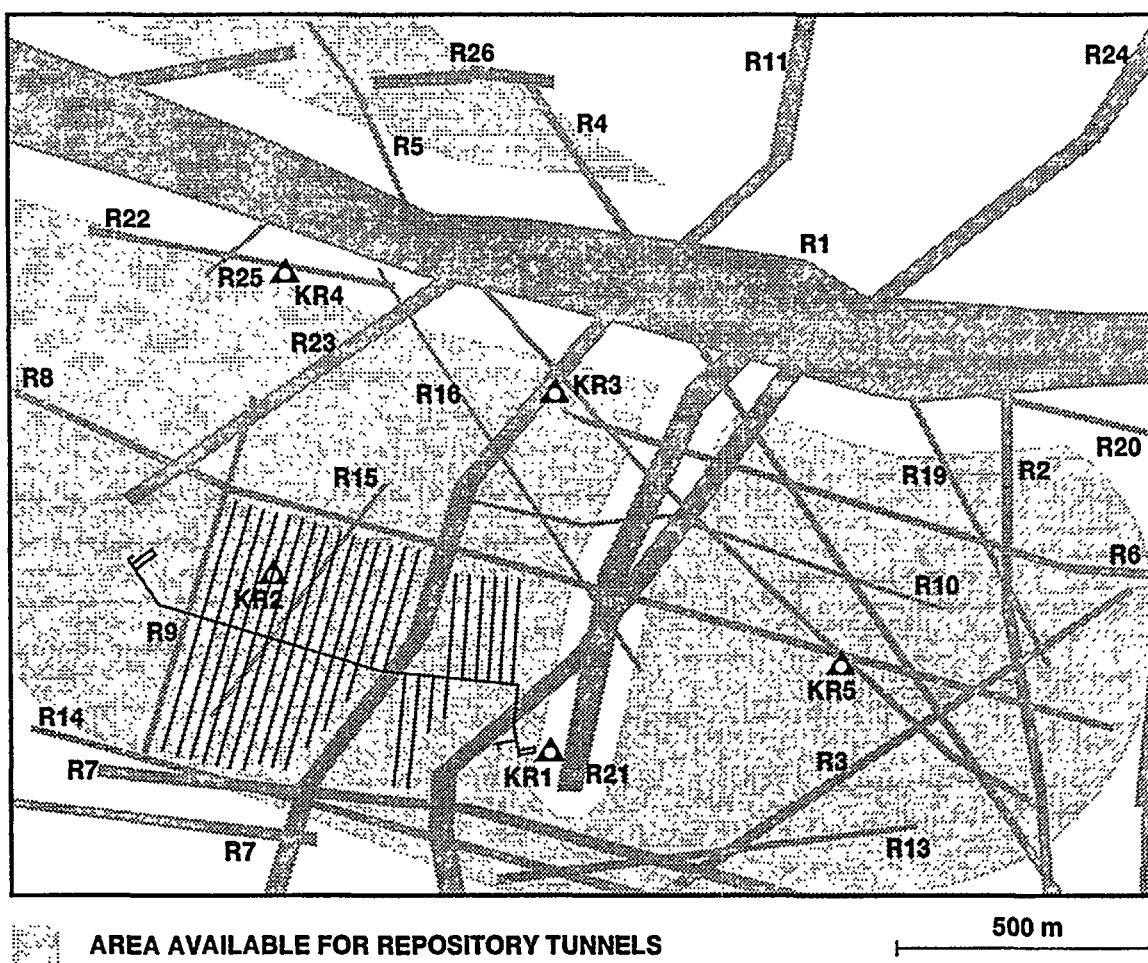 R26
R11
R24
R4
R5
R22
R1
R25
KR4
R23
R8
KR3
R16
R20
R15
R19
R2
R6
R10
KR2
R9
KR5
R14
R7
KR1
R21
R3
R7
R13
500 m
AREA AVAILABLE FOR REPOSITORY TUNNELS